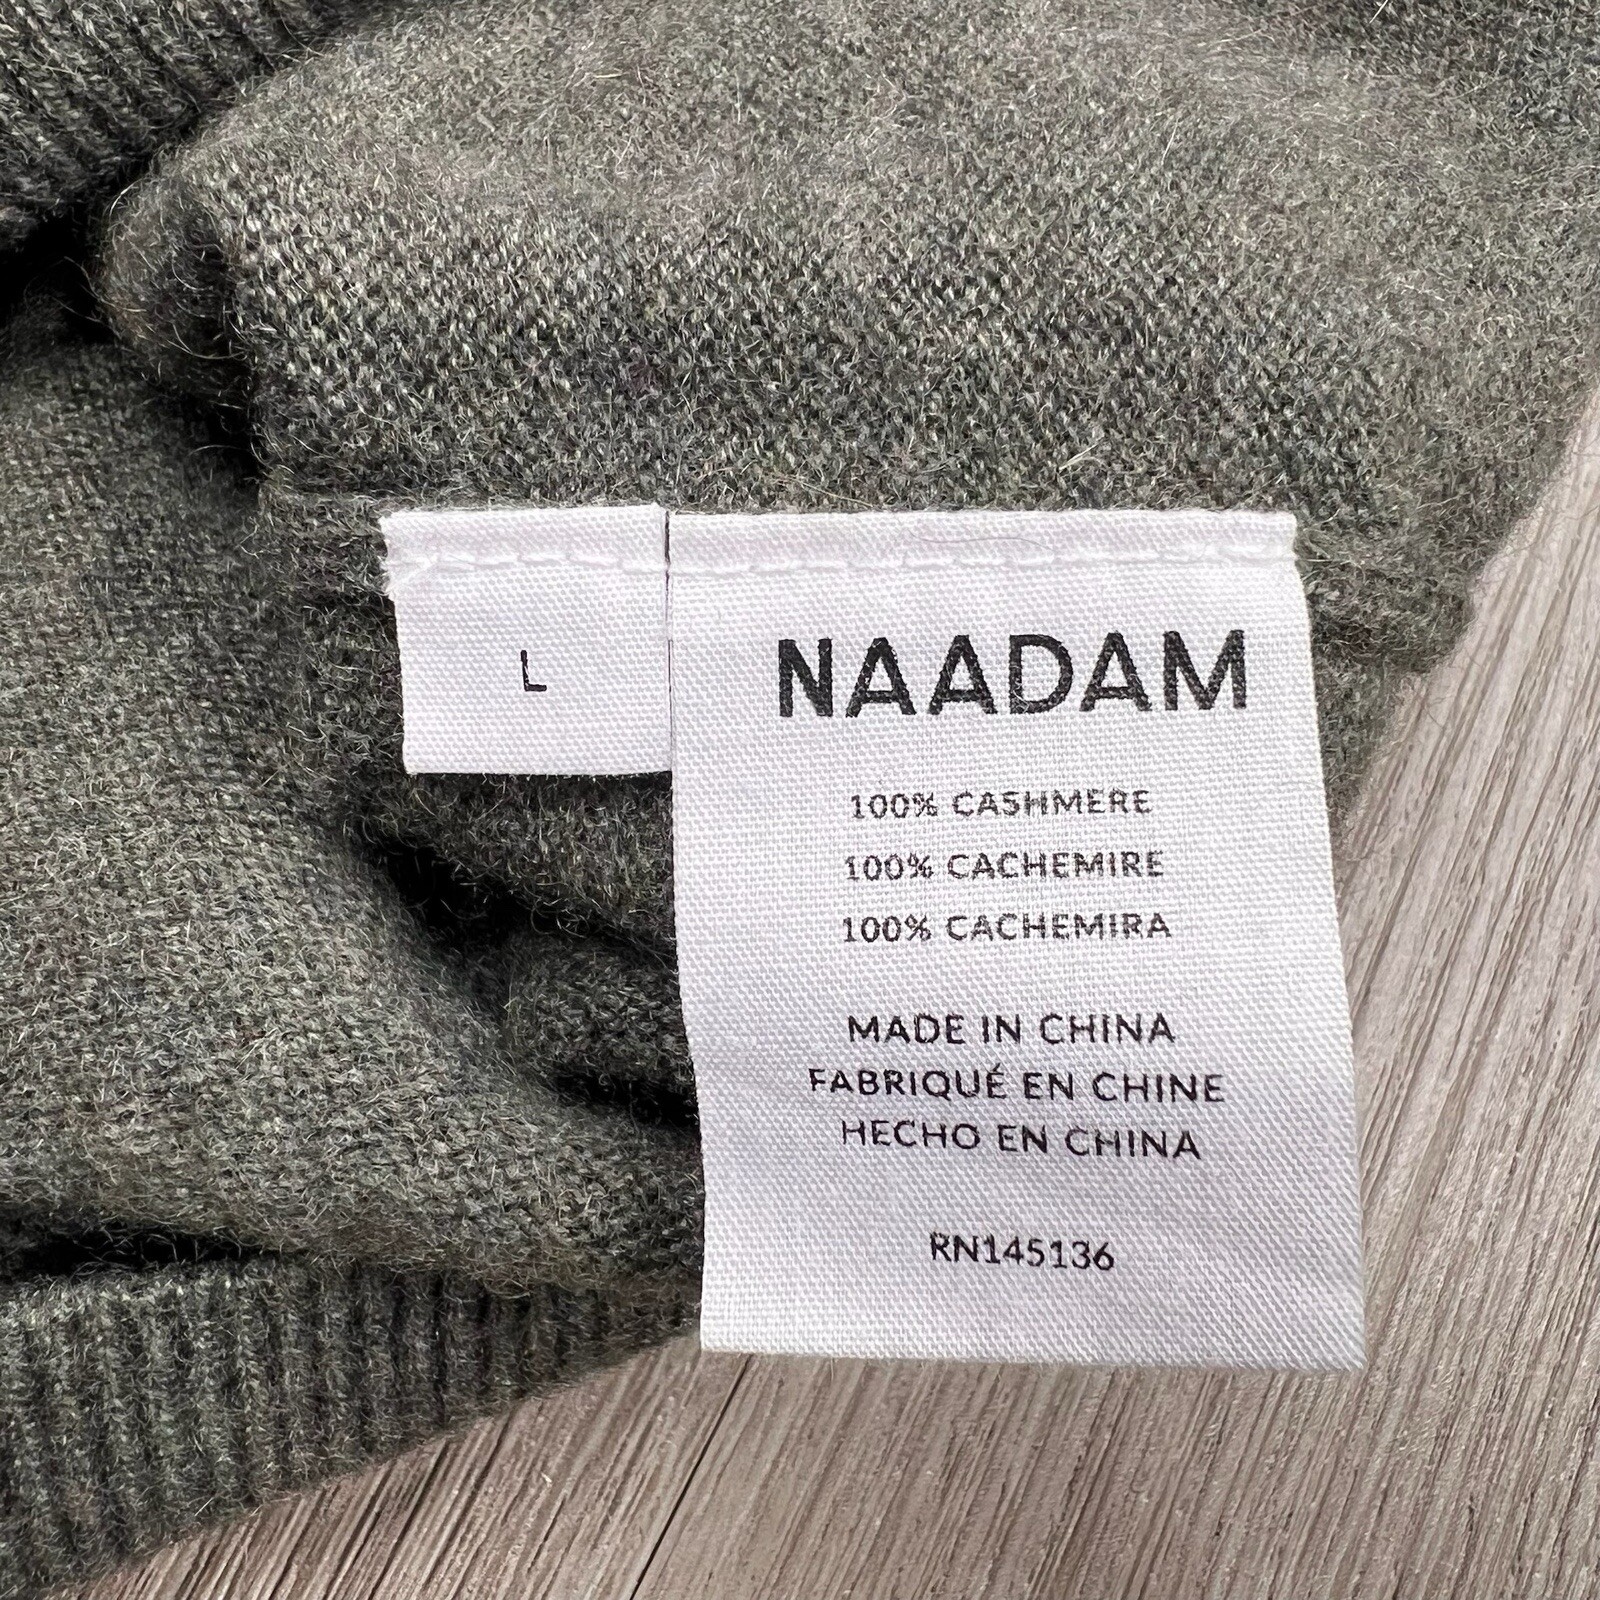 L
NAADAM
100% CASHMERE
100% CACHEMIRE
100% CACHEMIRA
MADE IN CHINA
FABRIQUÉ EN CHINE
HECHO EN CHINA
RN145136